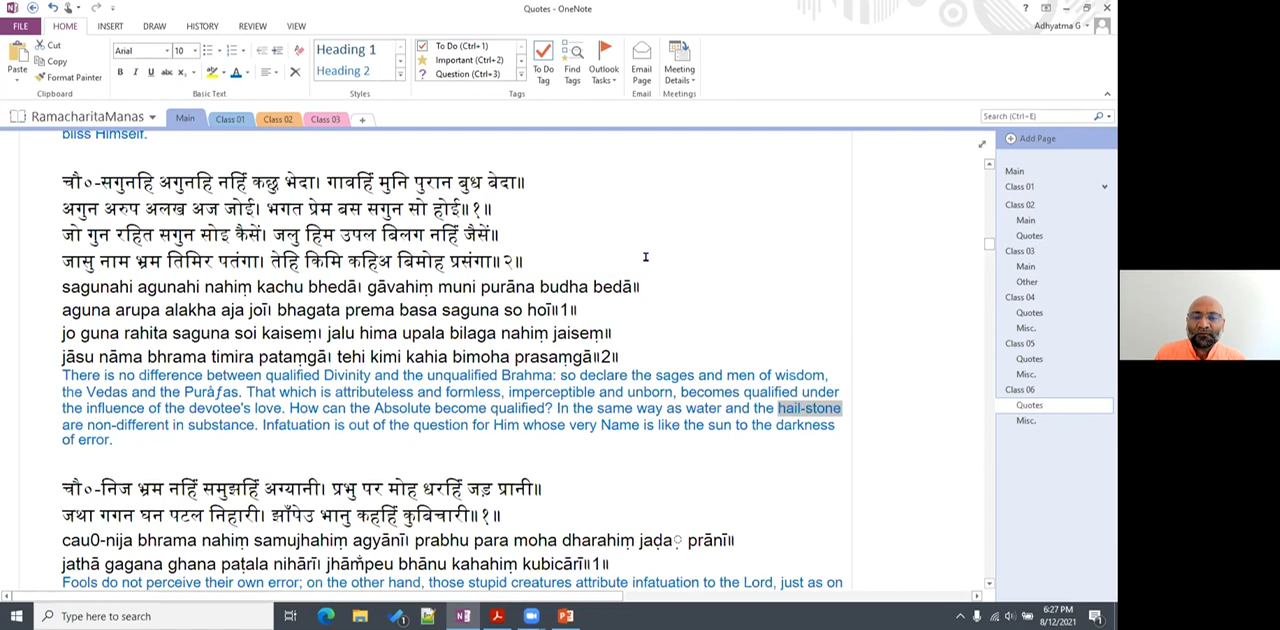 Quotes - OneNote
Adhyatma G
FILE HOME INSERT DRAW HISTORY REVIEW VIEW
Paste
Cut
Copy
Format Painter
Clipboard
Arial 10
B I U abc
Basic Text
Heading 1
Heading 2
Styles
To Do (Ctrl+1)
Important (Ctrl+2)
Question (Ctrl+3)
Tags
To Do Tag
Find Tags
Outlook Tasks
Email Page
Email
Meeting Details
Meetings
RamacharitaManas Main Class 01 Class 02 Class 03
Search (Ctrl+E)
bliss Himself.
चौ०-सगुनहि अगुनहि नहिं कछु भेदा। गावहिं मुनि पुरान बुध बेदा॥
अगुन अरुप अलख अज जोई। भगत प्रेम बस सगुन सो होई॥१॥
जो गुन रहित सगुन सोइ कैसें। जलु हिम उपल बिलग नहिं जैसें॥
जासु नाम भ्रम तिमिर पतंगा। तेहि किमि कहिअ बिमोह प्रसंगा॥२॥
sagunahi agunahi nahiṃ kachu bhedā। gāvahiṃ muni purāna budha bedā॥
aguna arupa alakha aja joī। bhagata prema basa saguna so hoī॥1॥
jo guna rahita saguna soi kaiseṃ। jalu hima upala bilaga nahiṃ jaiseṃ॥
jāsu nāma bhrama timira pataṃgā। tehi kimi kahia bimoha prasaṃgā॥2॥
There is no difference between qualified Divinity and the unqualified Brahma: so declare the sages and men of wisdom,
the Vedas and the Puråƒas. That which is attributeless and formless, imperceptible and unborn, becomes qualified under
the influence of the devotee's love. How can the Absolute become qualified? In the same way as water and the hail-stone
are non-different in substance. Infatuation is out of the question for Him whose very Name is like the sun to the darkness
of error.
चौ०-निज भ्रम नहिं समुझहिं अग्यानी। प्रभु पर मोह धरहिं जड़ प्रानी॥
जथा गगन घन पटल निहारी। झाँपेउ भानु कहहिं कुबिचारी॥१॥
cau0-nija bhrama nahiṃ samujhahiṃ agyānī। prabhu para moha dharahiṃ jaḍa़ prānī॥
jathā gagana ghana paṭala nihārī। jhām̐peu bhānu kahahiṃ kubicārī॥1॥
Fools do not perceive their own error; on the other hand, those stupid creatures attribute infatuation to the Lord, just as on
Add Page
Main
Class 01
Class 02
Main
Quotes
Class 03
Main
Other
Class 04
Quotes
Misc.
Class 05
Quotes
Misc.
Class 06
Quotes
Misc.
Type here to search
6:27 PM
8/12/2021